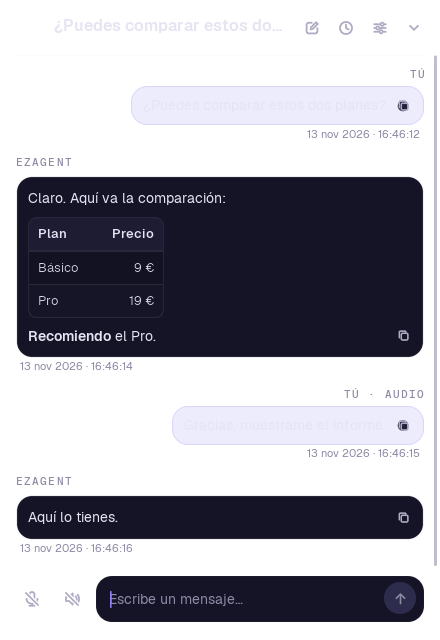 ¿Puedes comparar estos do...
TÚ
¿Puedes comparar estos dos planes?
13 nov 2026 · 16:46:12
EZAGENT
Claro. Aquí va la comparación:
Plan Precio
Básico 9 €
Pro 19 €
Recomiendo el Pro.
13 nov 2026 · 16:46:14
TÚ · AUDIO
Gracias, muéstrame el informe.
13 nov 2026 · 16:46:15
EZAGENT
Aquí lo tienes.
13 nov 2026 · 16:46:16
Escribe un mensaje...